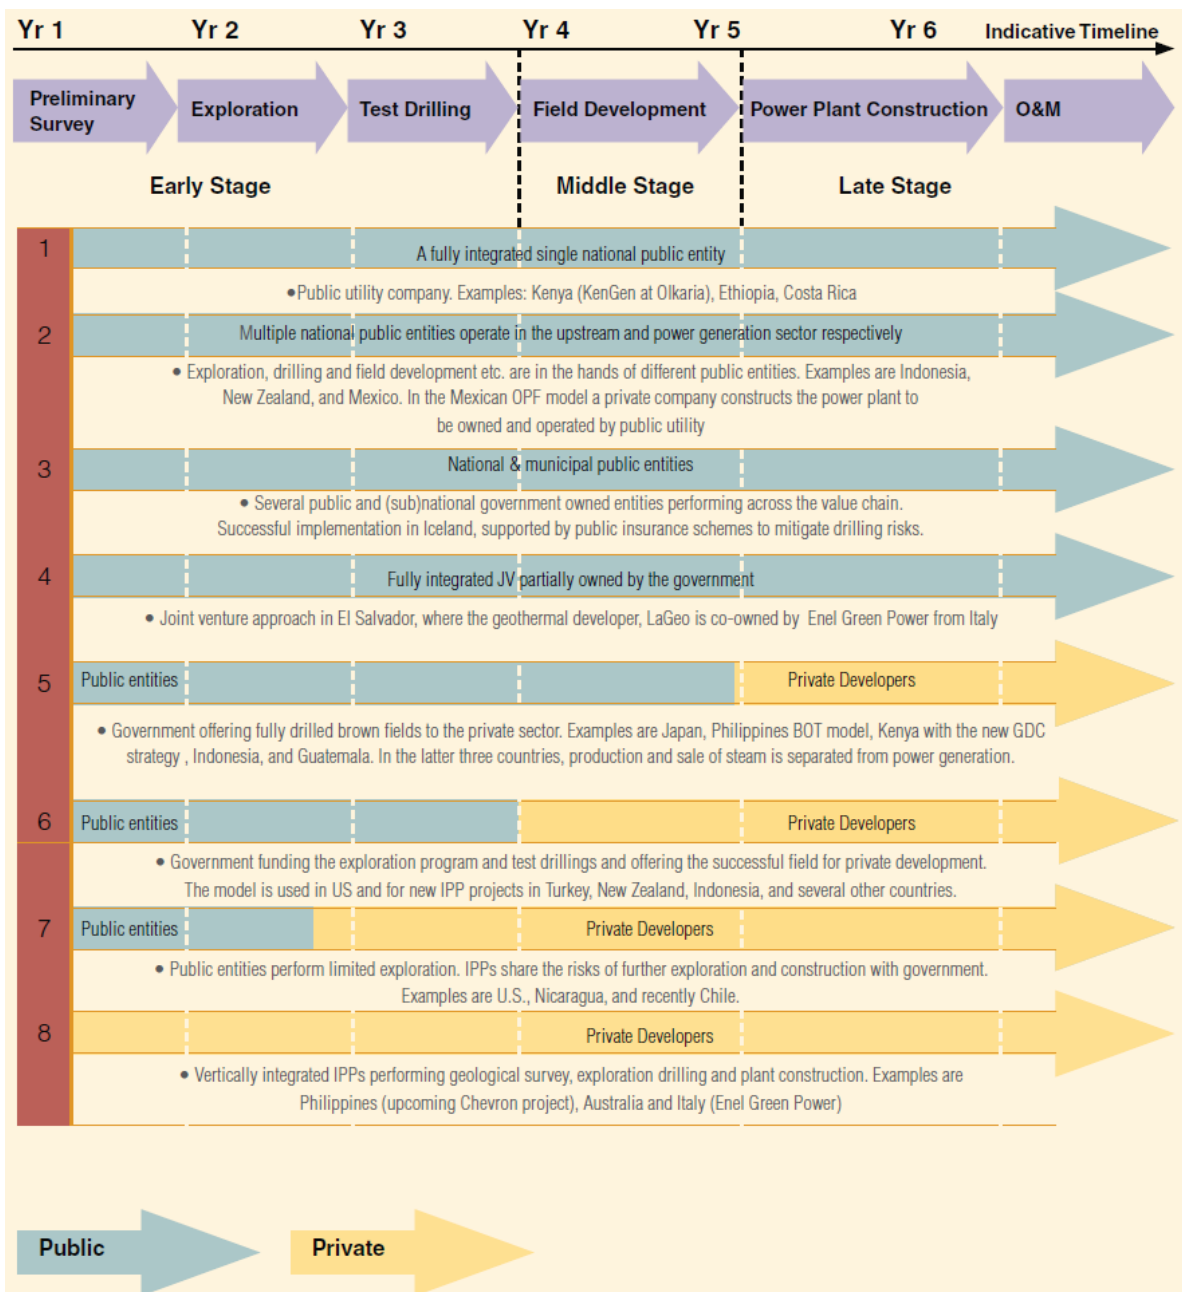 Yr 1 Yr 2 Yr 3 Yr 4 Yr 5 Yr 6 Indicative Timeline
Preliminary
Survey
Exploration
Test Drilling
Field Development
Power Plant Construction
O&M
Early Stage
Middle Stage
Late Stage
1
A fully integrated single national public entity
•Public utility company. Examples: Kenya (KenGen at Olkaria), Ethiopia, Costa Rica
2
Multiple national public entities operate in the upstream and power generation sector respectively
• Exploration, drilling and field development etc. are in the hands of different public entities. Examples are Indonesia,
New Zealand, and Mexico. In the Mexican OPF model a private company constructs the power plant to
be owned and operated by public utility
3
National & municipal public entities
• Several public and (sub)national government owned entities performing across the value chain.
Successful implementation in Iceland, supported by public insurance schemes to mitigate drilling risks.
4
Fully integrated JV partially owned by the government
• Joint venture approach in El Salvador, where the geothermal developer, LaGeo is co-owned by Enel Green Power from Italy
5
Public entities
Private Developers
• Government offering fully drilled brown fields to the private sector. Examples are Japan, Philippines BOT model, Kenya with the new GDC
strategy , Indonesia, and Guatemala. In the latter three countries, production and sale of steam is separated from power generation.
6
Public entities
Private Developers
• Government funding the exploration program and test drillings and offering the successful field for private development.
The model is used in US and for new IPP projects in Turkey, New Zealand, Indonesia, and several other countries.
7
Public entities
Private Developers
• Public entities perform limited exploration. IPPs share the risks of further exploration and construction with government.
Examples are U.S., Nicaragua, and recently Chile.
8
Private Developers
• Vertically integrated IPPs performing geological survey, exploration drilling and plant construction. Examples are
Philippines (upcoming Chevron project), Australia and Italy (Enel Green Power)
Public
Private